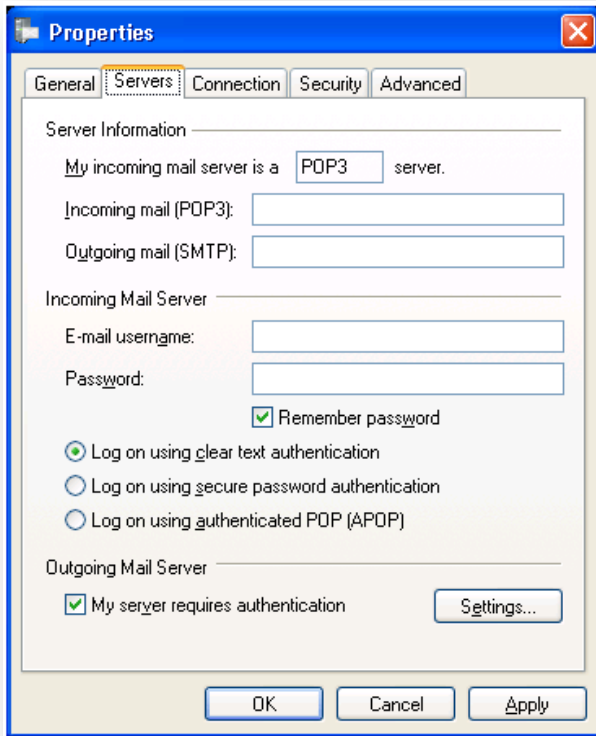 Properties
General Servers Connection Security Advanced
Server Information
My incoming mail server is a POP3 server.
Incoming mail (POP3):
Outgoing mail (SMTP):
Incoming Mail Server
E-mail username:
Password:
Remember password
Log on using clear text authentication
Log on using secure password authentication
Log on using authenticated POP (APOP)
Outgoing Mail Server
My server requires authentication Settings...
OK Cancel Apply